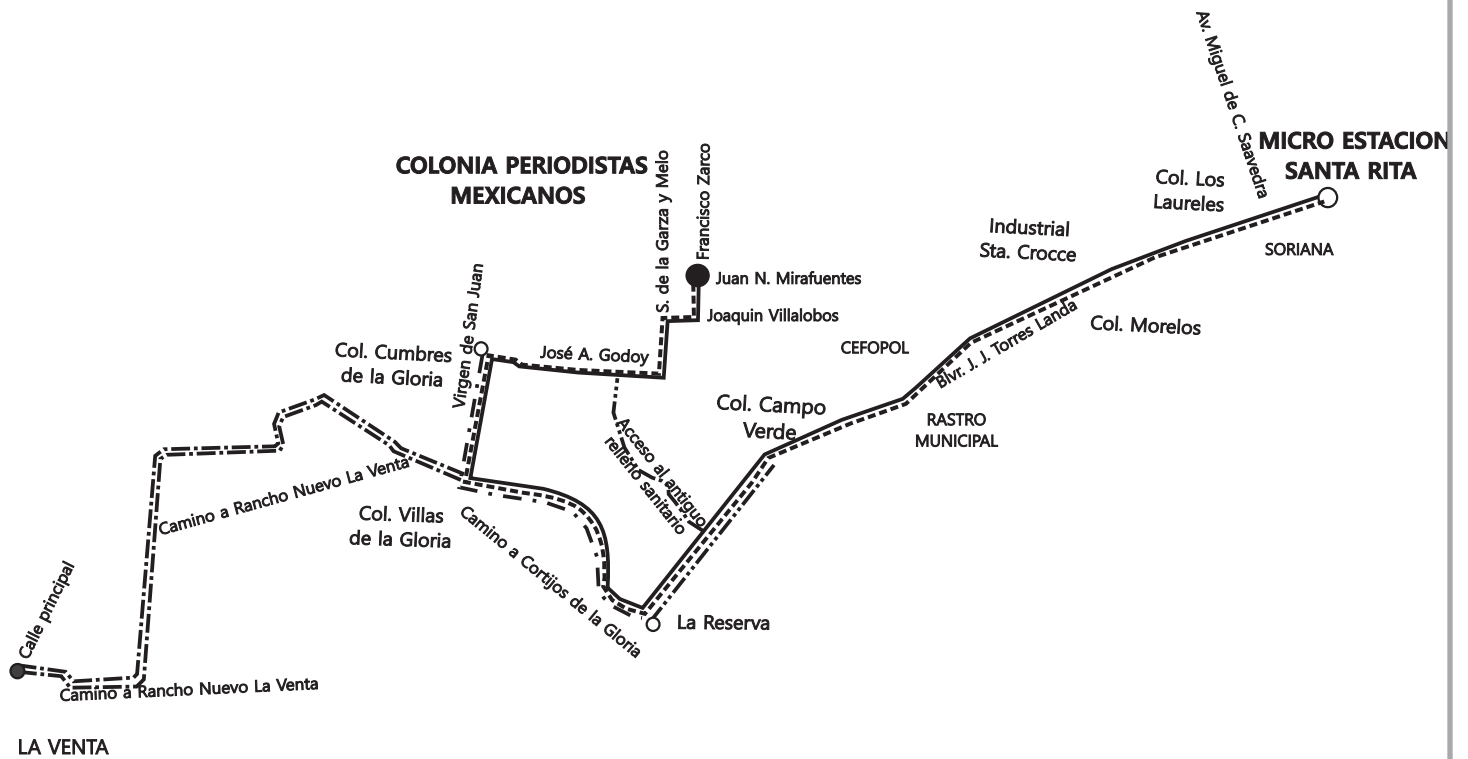 Av. Miguel de C. Saavedra
MICRO ESTACION
SANTA RITA
COLONIA PERIODISTAS
MEXICANOS
S. de la Garza y Melo
Francisco Zarco
Col. Los
Laureles
Industrial
Sta. Crocce
SORIANA
Juan N. Mirafuentes
Joaquin Villalobos
Virgen de San Juan
José A. Godoy
Col. Cumbres
de la Gloria
CEFOPOL
Blvr. J. J. Torres Landa
Col. Morelos
Col. Campo
Verde
RASTRO
MUNICIPAL
Acceso al antiguo
relleno sanitario
Camino a Rancho Nuevo La Venta
Col. Villas
de la Gloria
Camino a Cortijos de la Gloria
La Reserva
Calle principal
Camino a Rancho Nuevo La Venta
LA VENTA